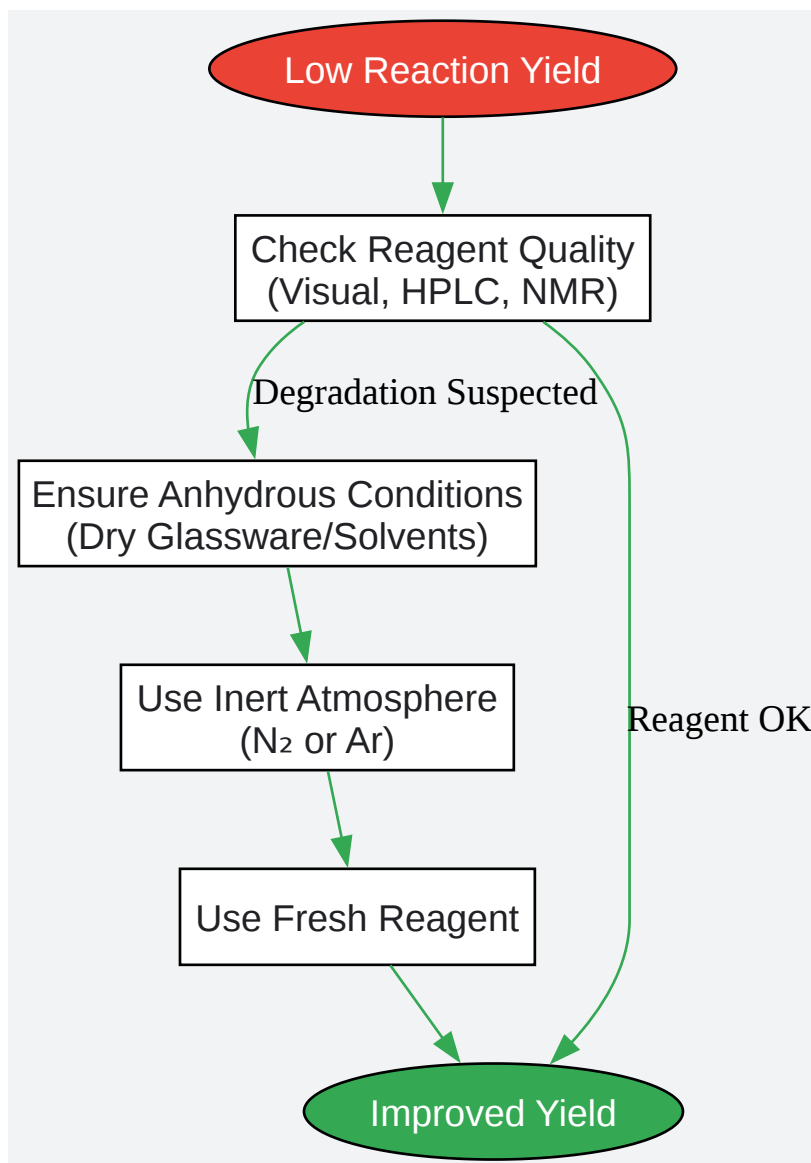 Low Reaction Yield
Check Reagent Quality
(Visual, HPLC, NMR)
Degradation Suspected
Ensure Anhydrous Conditions
(Dry Glassware/Solvents)
Use Inert Atmosphere
(N₂ or Ar)
Reagent OK
Use Fresh Reagent
Improved Yield